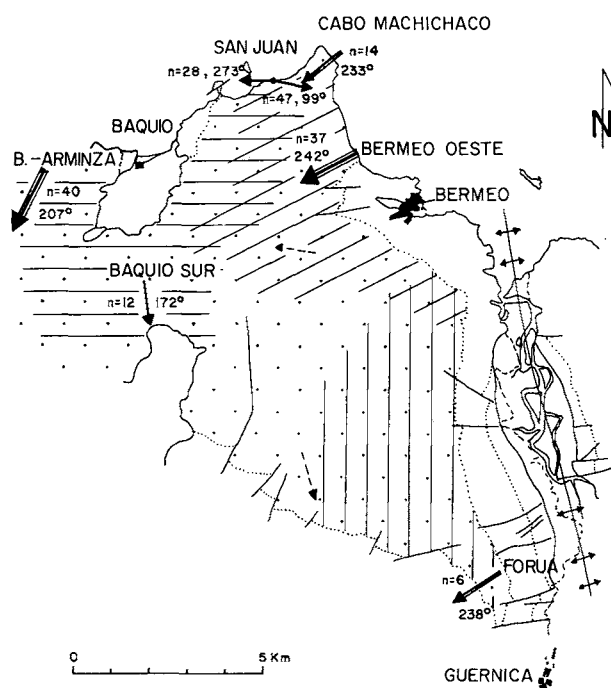 CABO MACHICHACO
SAN JUAN
n=14
n=28, 273°
233°
n=47, 99°
N
BAQUIO
n=37
B.-ARMINZA
242°
BERMEO OESTE
n=40
BERMEO
207°
BAQUIO SUR
n=12
172°
FORUA
n=6
238°
0
5 Km
GUERNICA